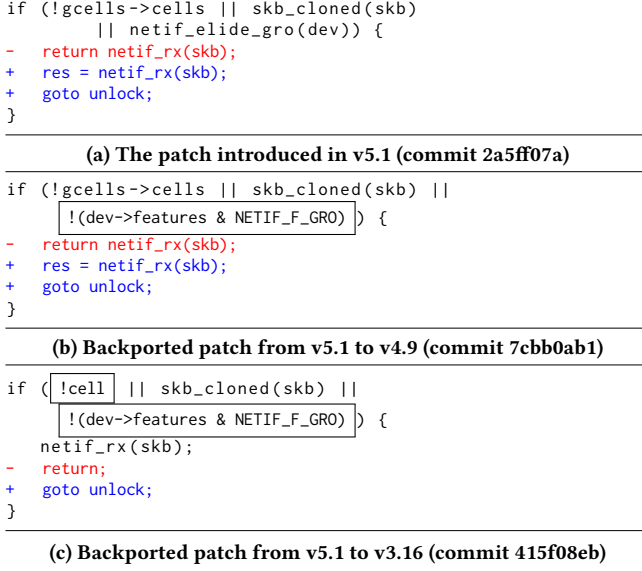 if (!gcells->cells || skb_cloned(skb)
|| netif_elide_gro(dev)) {
- return netif_rx(skb);
+ res = netif_rx(skb);
+ goto unlock;
}
(a) The patch introduced in v5.1 (commit 2a5ff07a)
if (!gcells->cells || skb_cloned(skb) ||
!(dev->features & NETIF_F_GRO) ) {
- return netif_rx(skb);
+ res = netif_rx(skb);
+ goto unlock;
}
(b) Backported patch from v5.1 to v4.9 (commit 7cbb0ab1)
if ( !cell || skb_cloned(skb) ||
!(dev->features & NETIF_F_GRO) ) {
netif_rx(skb);
- return;
+ goto unlock;
}
(c) Backported patch from v5.1 to v3.16 (commit 415f08eb)